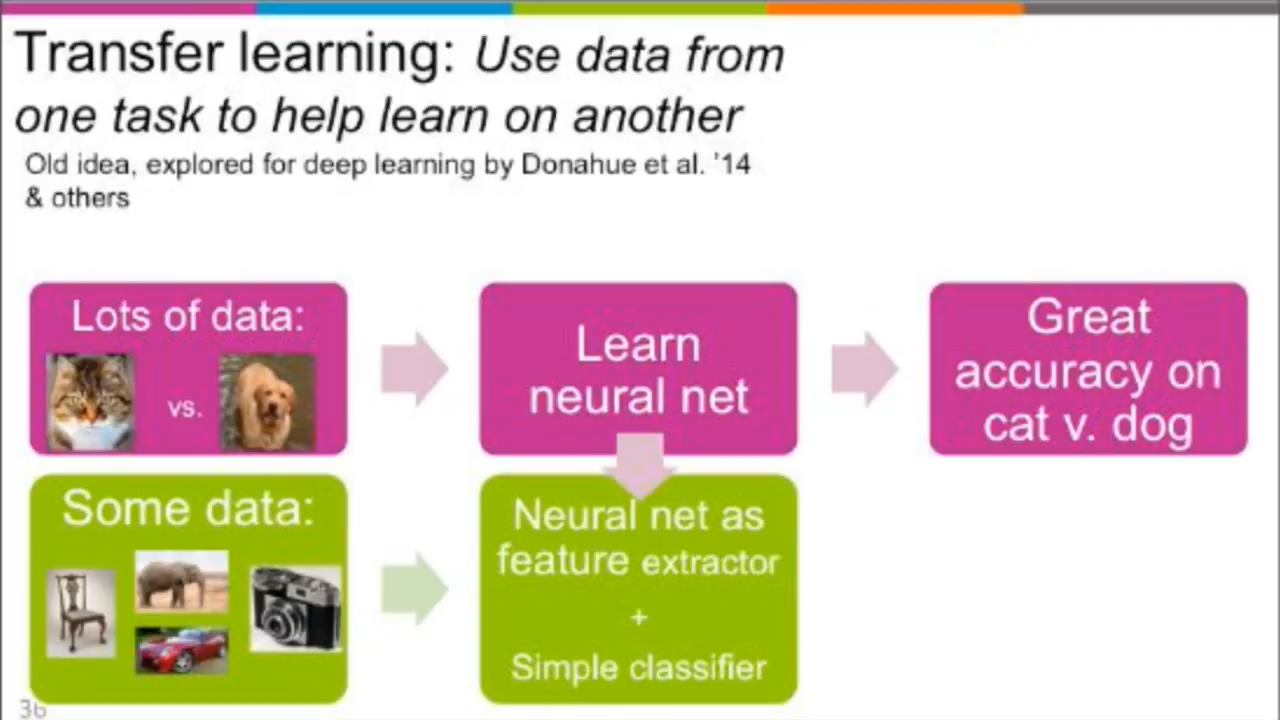 Transfer learning: Use data from
one task to help learn on another
Old idea, explored for deep learning by Donahue et al. '14
& others
Lots of data:
vs.
Learn
neural net
Great
accuracy on
cat v. dog
Some data:
Neural net as
feature extractor
+
Simple classifier
36